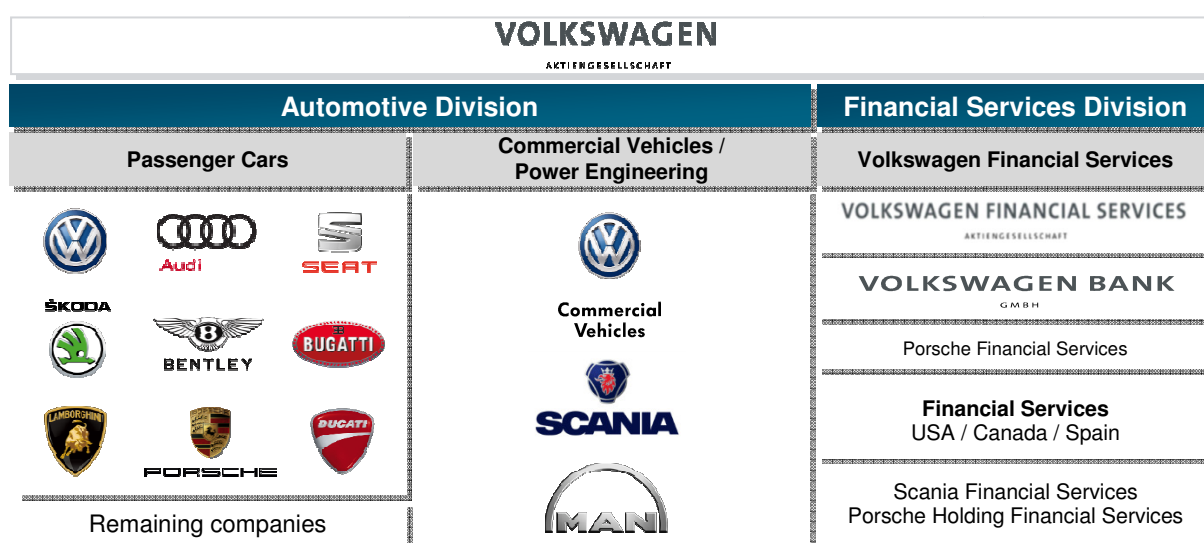 VOLKSWAGEN
AKTIENGESELLSCHAFT
Automotive Division
Financial Services Division
Passenger Cars
Commercial Vehicles /
Power Engineering
Volkswagen Financial Services
Audi
SEAT
ŠKODA
BENTLEY
BUGATTI
LAMBORGHINI
PORSCHE
DUCATI
Remaining companies
Commercial
Vehicles
SCANIA
MAN
VOLKSWAGEN FINANCIAL SERVICES
AKTIENGESELLSCHAFT
VOLKSWAGEN BANK
GMBH
Porsche Financial Services
Financial Services
USA / Canada / Spain
Scania Financial Services
Porsche Holding Financial Services